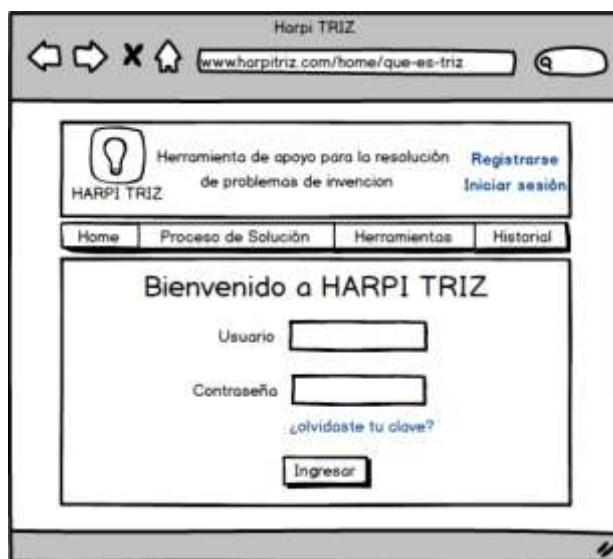 Harpi TRIZ
www.harpitriz.com/home/que-es-triz
HARPI TRIZ
Herramienta de apoyo para la resolución
de problemas de invencion
Registrarse
Iniciar sesión
Home
Proceso de Solución
Herramientas
Historial
Bienvenido a HARPI TRIZ
Usuario
Contraseña
¿olvidaste tu clave?
Ingresar